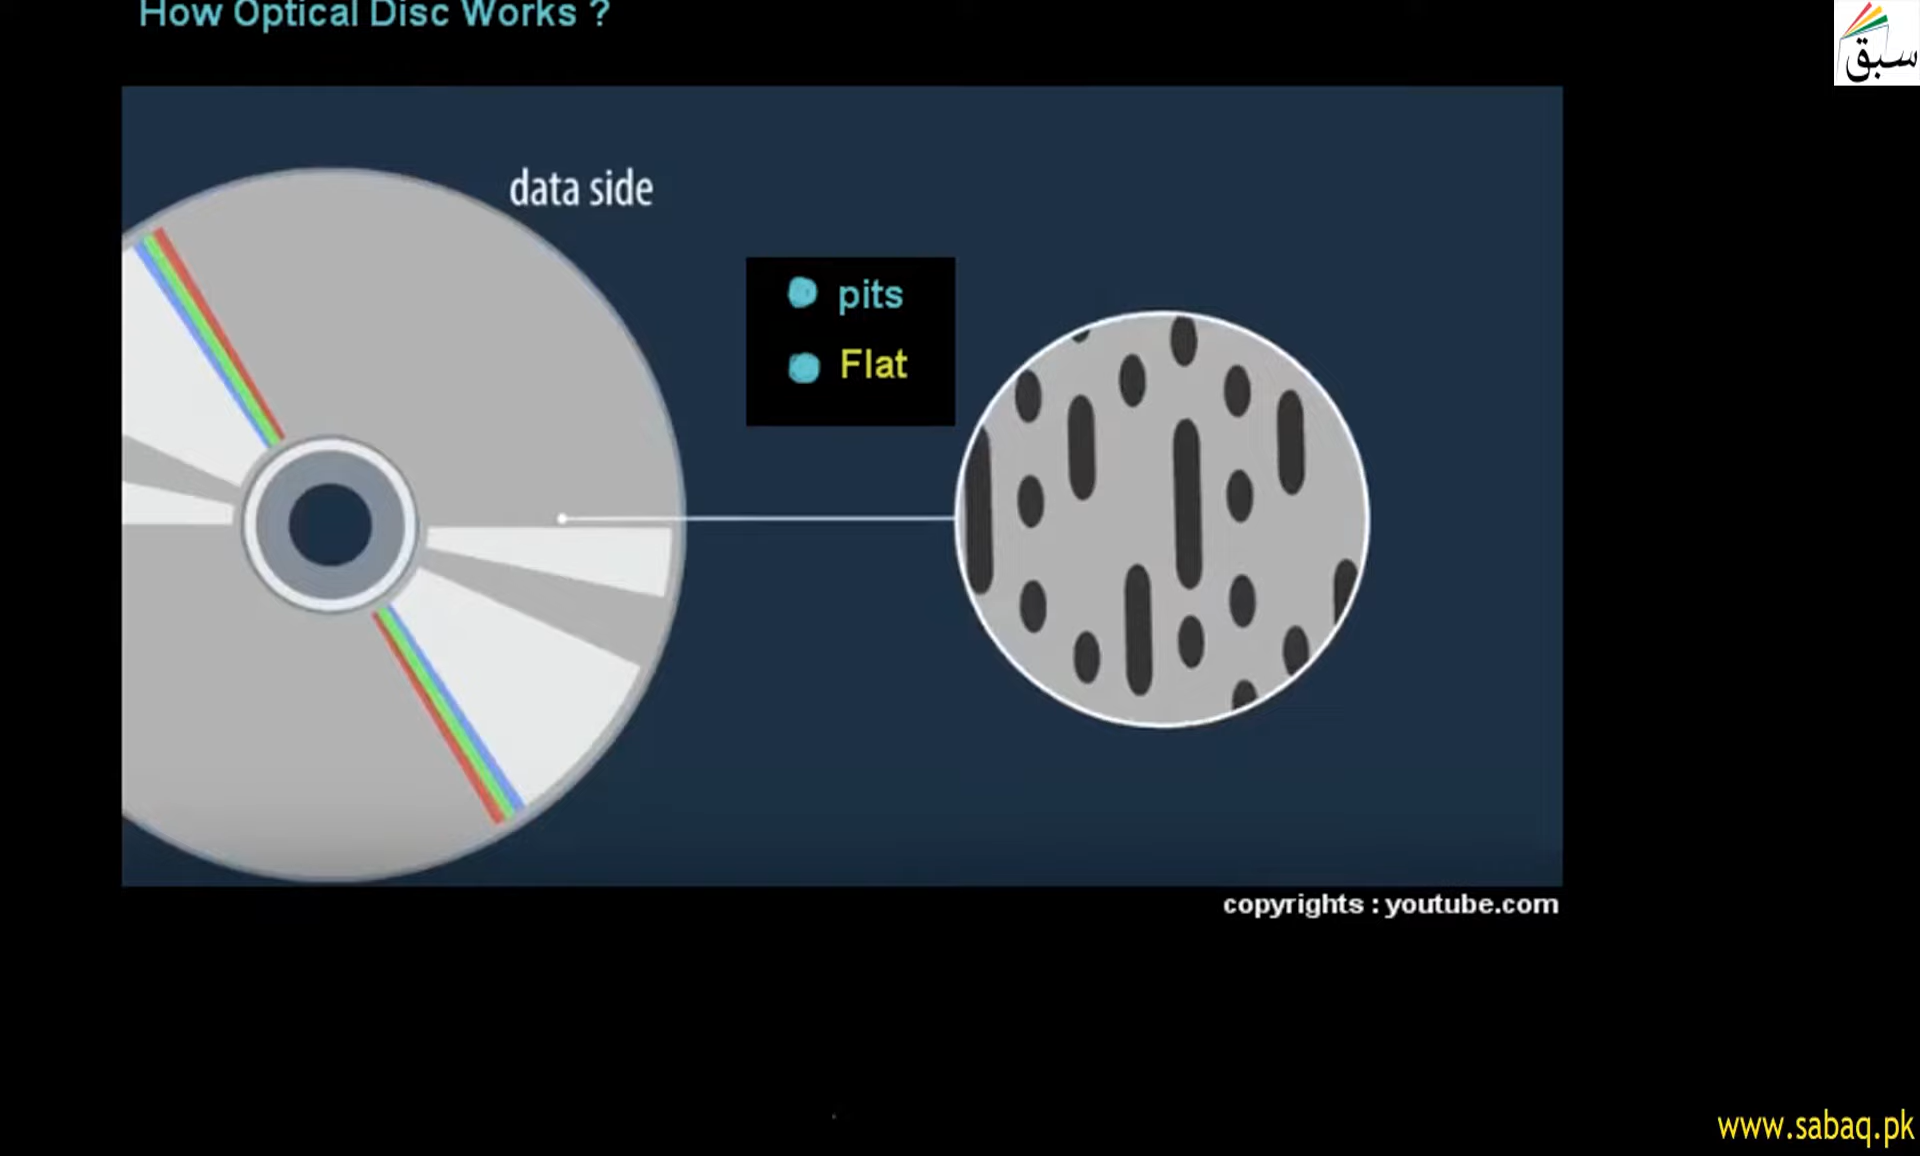 How Optical Disc Works ?
سبق
data side
pits
Flat
copyrights : youtube.com
www.sabaq.pk